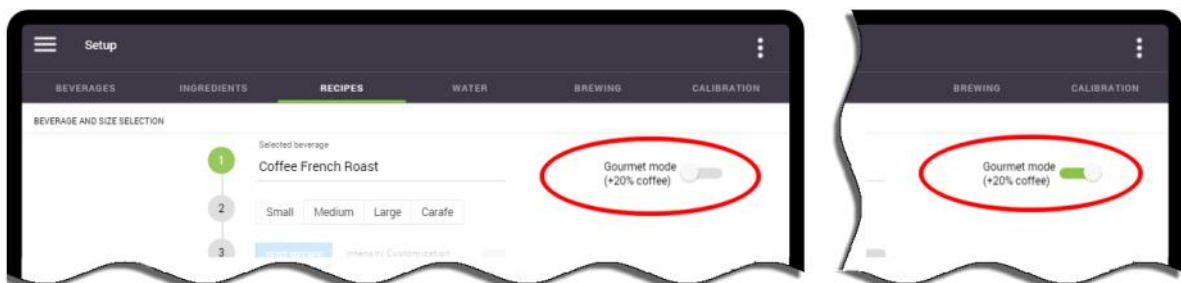 Setup
BEVERAGES INGREDIENTS RECIPES WATER BREWING CALIBRATION
BEVERAGE AND SIZE SELECTION
1
Selected beverage
Coffee French Roast
Gourmet mode
(+20% coffee)
2
Small Medium Large Carafe
3
Intensity Customization
BREWING CALIBRATION
Gourmet mode
(+20% coffee)